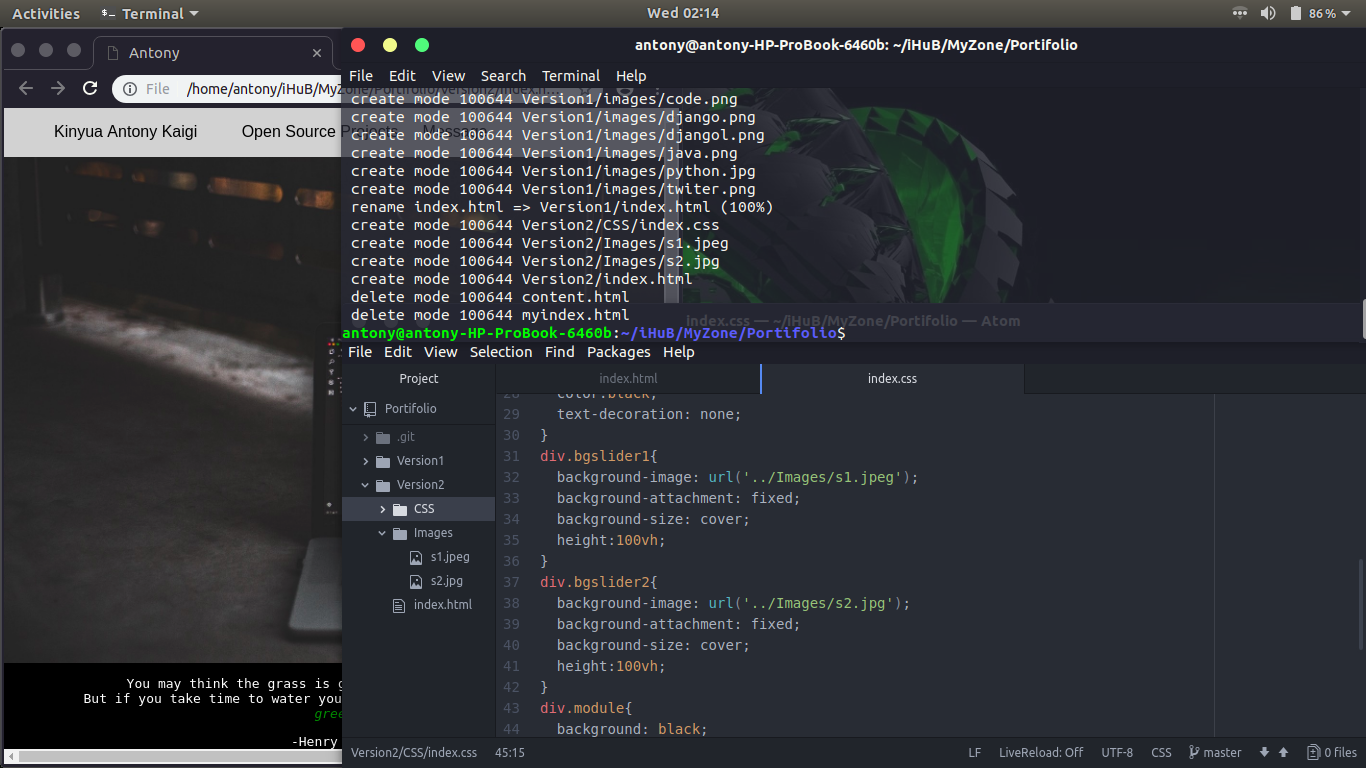 Activities Terminal Wed 02:14 86%
Antony
File /home/antony/iHuB/MyZone/Portifolio/Version2/index.h...
Kinyua Antony Kaigi Open Source Projects
You may think the grass is g
But if you take time to water you
gree
-Henry
antony@antony-HP-ProBook-6460b: ~/iHuB/MyZone/Portifolio
File Edit View Search Terminal Help
create mode 100644 Version1/images/code.png
create mode 100644 Version1/images/django.png
create mode 100644 Version1/images/djangol.png
create mode 100644 Version1/images/java.png
create mode 100644 Version1/images/python.jpg
create mode 100644 Version1/images/twiter.png
rename index.html => Version1/index.html (100%)
create mode 100644 Version2/CSS/index.css
create mode 100644 Version2/Images/s1.jpeg
create mode 100644 Version2/Images/s2.jpg
create mode 100644 Version2/index.html
delete mode 100644 content.html
delete mode 100644 myindex.html
antony@antony-HP-ProBook-6460b:~/iHuB/MyZone/Portifolio$
index.css — ~/iHuB/MyZone/Portifolio — Atom
File Edit View Selection Find Packages Help
Project
Portifolio
.git
Version1
Version2
CSS
Images
s1.jpeg
s2.jpg
index.html
index.html index.css
28 color:black;
29 text-decoration: none;
30 }
31 div.bgslider1{
32 background-image: url('../Images/s1.jpeg');
33 background-attachment: fixed;
34 background-size: cover;
35 height:100vh;
36 }
37 div.bgslider2{
38 background-image: url('../Images/s2.jpg');
39 background-attachment: fixed;
40 background-size: cover;
41 height:100vh;
42 }
43 div.module{
44 background: black;
Version2/CSS/index.css 45:15 LF LiveReload: Off UTF-8 CSS master 0 files